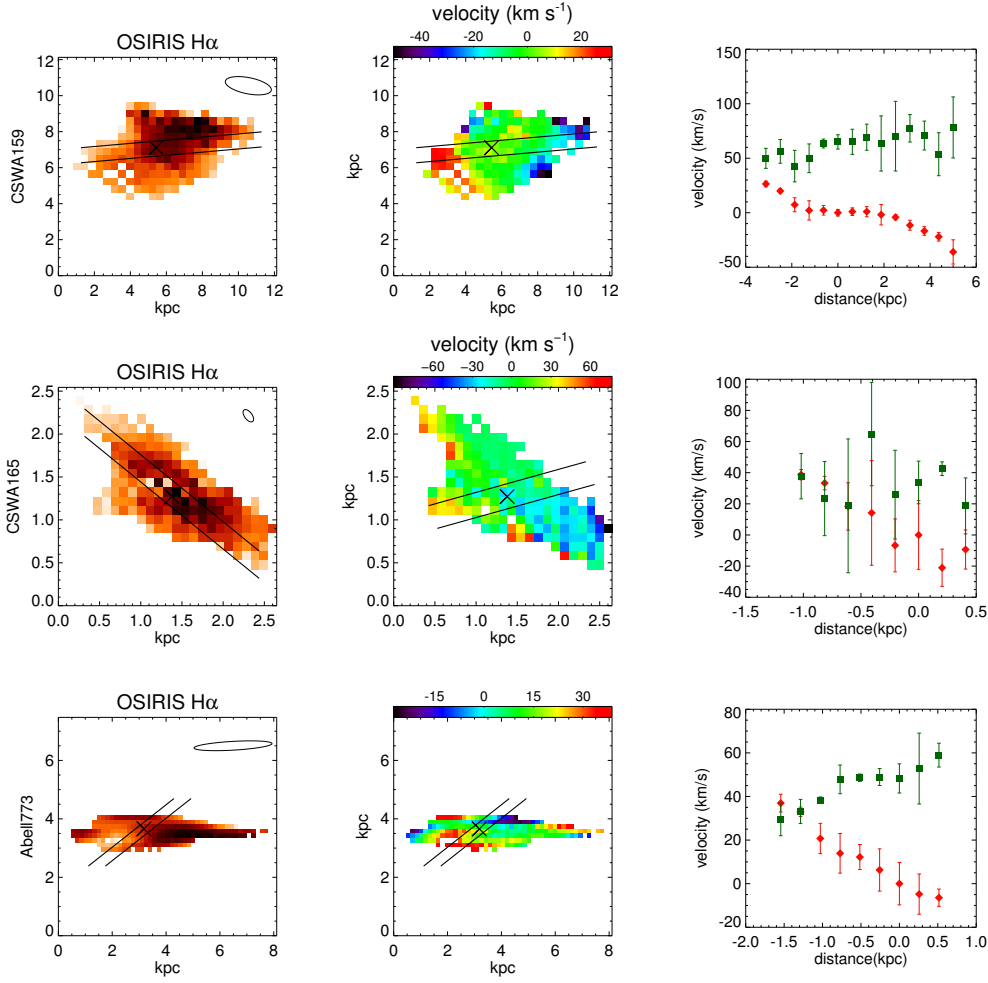 OSIRIS Hα
velocity (km s⁻¹)
-40 -20 0 20
CSWA159
12
10
8
6
4
2
0
0 2 4 6 8 10 12
kpc
kpc
12
10
8
6
4
2
0
0 2 4 6 8 10 12
kpc
velocity (km/s)
150
100
50
0
-50
-4 -2 0 2 4 6
distance(kpc)
OSIRIS Hα
velocity (km s⁻¹)
-60 -30 0 30 60
CSWA165
2.5
2.0
1.5
1.0
0.5
0.0
0.0 0.5 1.0 1.5 2.0 2.5
kpc
kpc
2.5
2.0
1.5
1.0
0.5
0.0
0.0 0.5 1.0 1.5 2.0 2.5
kpc
velocity (km/s)
100
80
60
40
20
0
-20
-40
-1.5 -1.0 -0.5 0.0 0.5
distance(kpc)
OSIRIS Hα
-15 0 15 30
Abell773
6
4
2
0
0 2 4 6 8
kpc
kpc
6
4
2
0
0 2 4 6 8
kpc
velocity (km/s)
80
60
40
20
0
-20
-2.0 -1.5 -1.0 -0.5 0.0 0.5 1.0
distance(kpc)